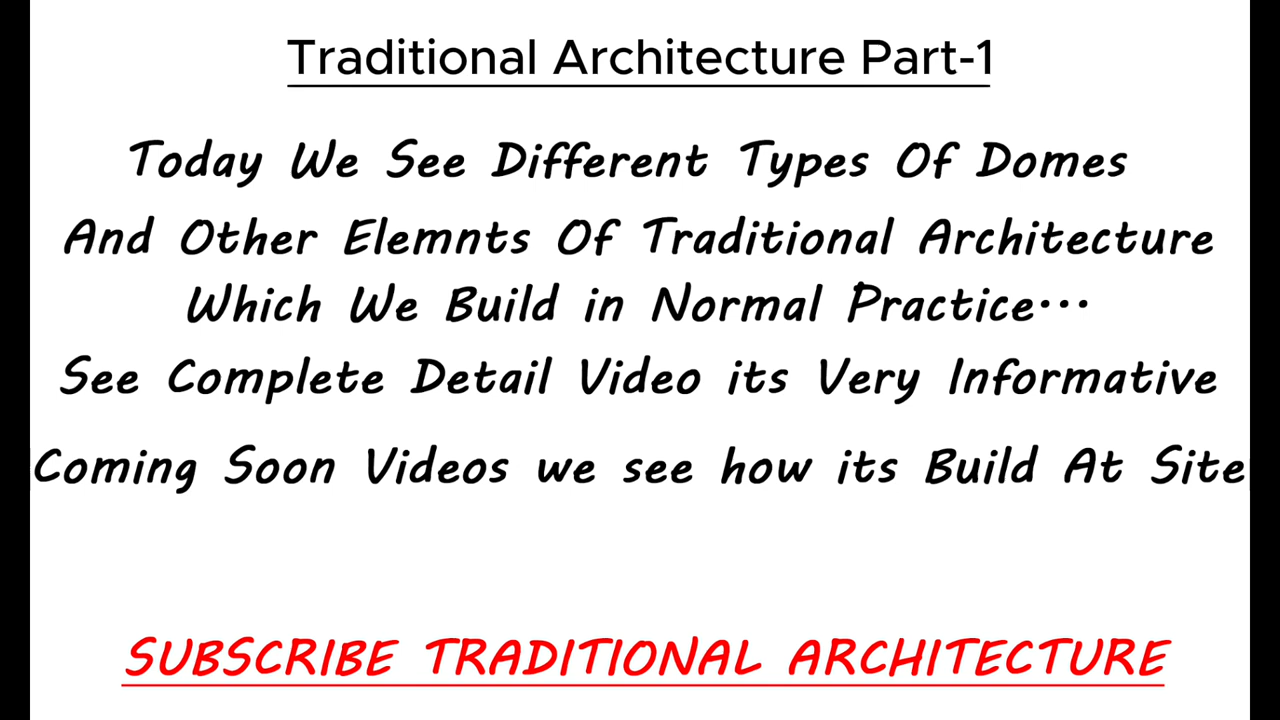 Traditional Architecture Part-1
Today We See Different Types Of Domes
And Other Elemnts Of Traditional Architecture
Which We Build in Normal Practice...
See Complete Detail Video its Very Informative
Coming Soon Videos we see how its Build At Site
SUBSCRIBE TRADITIONAL ARCHITECTURE